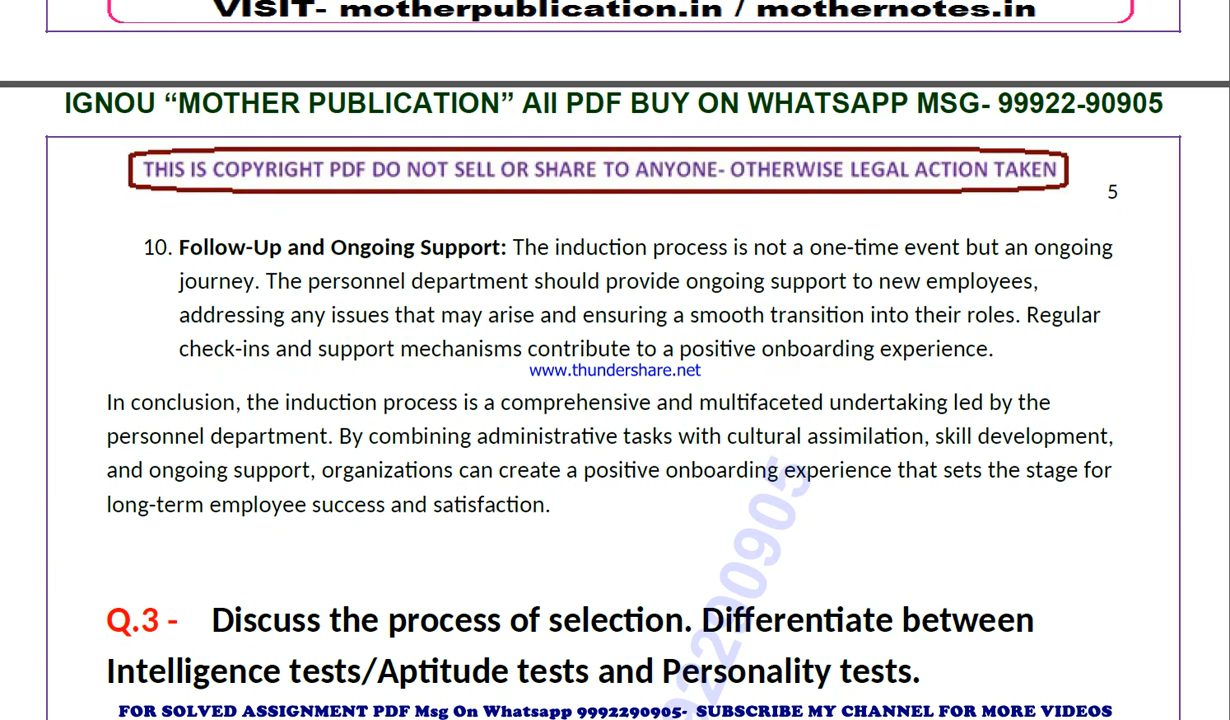 VISIT- motherpublication.in / mothernotes.in
IGNOU “MOTHER PUBLICATION” All PDF BUY ON WHATSAPP MSG- 99922-90905
THIS IS COPYRIGHT PDF DO NOT SELL OR SHARE TO ANYONE- OTHERWISE LEGAL ACTION TAKEN
5
10. Follow-Up and Ongoing Support: The induction process is not a one-time event but an ongoing
journey. The personnel department should provide ongoing support to new employees,
addressing any issues that may arise and ensuring a smooth transition into their roles. Regular
check-ins and support mechanisms contribute to a positive onboarding experience.
www.thundershare.net
In conclusion, the induction process is a comprehensive and multifaceted undertaking led by the
personnel department. By combining administrative tasks with cultural assimilation, skill development,
and ongoing support, organizations can create a positive onboarding experience that sets the stage for
long-term employee success and satisfaction.
Q.3 - Discuss the process of selection. Differentiate between
Intelligence tests/Aptitude tests and Personality tests.
FOR SOLVED ASSIGNMENT PDF Msg On Whatsapp 9992290905- SUBSCRIBE MY CHANNEL FOR MORE VIDEOS